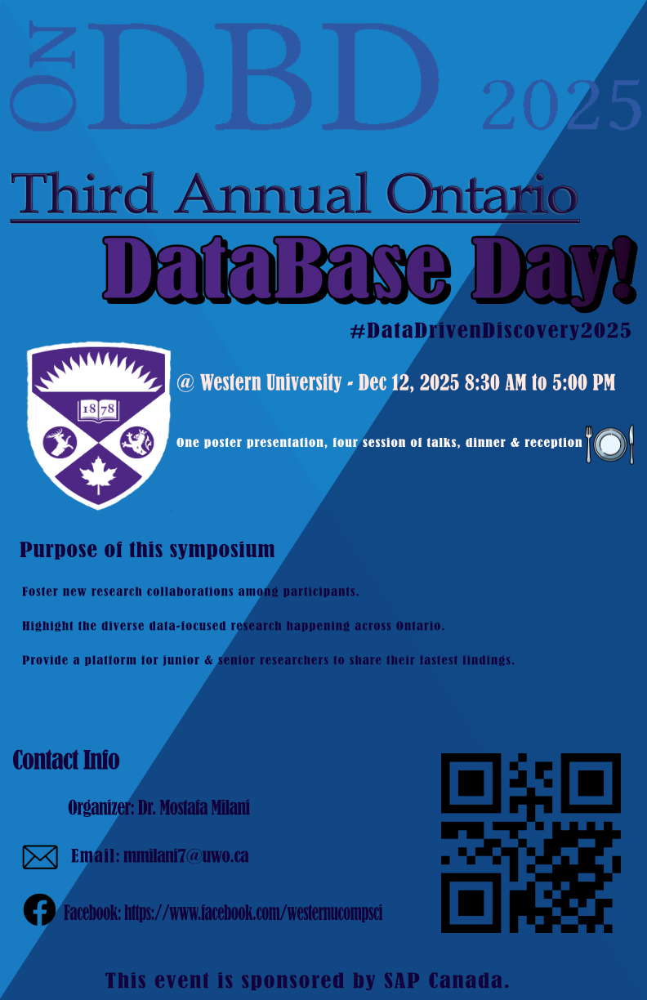 ON DBD 2025
Third Annual Ontario
DataBase Day!
#DataDrivenDiscovery2025
@ Western University - Dec 12, 2025 8:30 AM to 5:00 PM
1878
One poster presentation, four session of talks, dinner & reception
Purpose of this symposium
Foster new research collaborations among participants.
Highight the diverse data-focused research happening across Ontario.
Provide a platform for junior & senior researchers to share their lastest findings.
Contact Info
Organizer: Dr. Mostafa Milani
Email: mmilani7@uwo.ca
Facebook: https://www.facebook.com/westernucompsci
This event is sponsored by SAP Canada.